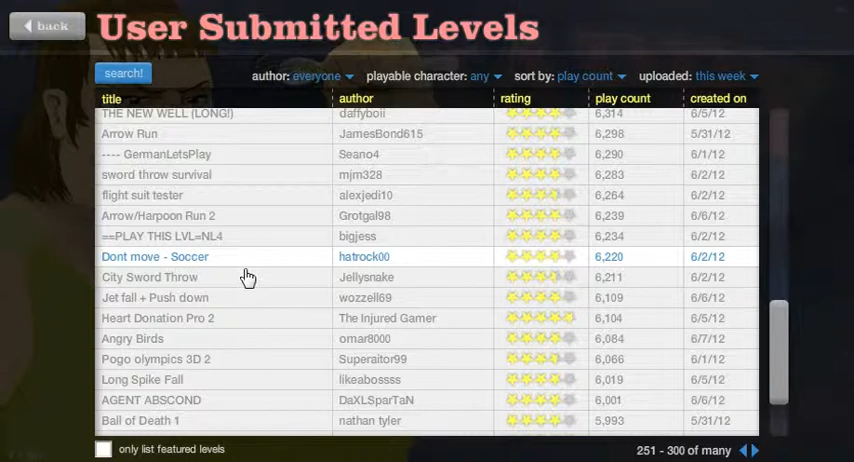 back User Submitted Levels
search! author: everyone playable character: any sort by: play count uploaded: this week
title author rating play count created on
THE NEW WELL (LONG!) daffyboii 6,314 6/5/12
Arrow Run JamesBond615 6,298 5/31/12
---- GermanLetsPlay Seano4 6,290 6/1/12
sword throw survival mjm328 6,283 6/2/12
flight suit tester alexjedi10 6,264 6/2/12
Arrow/Harpoon Run 2 Grotgal98 6,239 6/6/12
==PLAY THIS LVL=NL4 bigjess 6,234 6/2/12
Dont move - Soccer hatrock00 6,220 6/2/12
City Sword Throw Jellysnake 6,211 6/2/12
Jet fall + Push down wozzell69 6,109 6/6/12
Heart Donation Pro 2 The Injured Gamer 6,104 6/5/12
Angry Birds omar8000 6,084 6/7/12
Pogo olympics 3D 2 Superaitor99 6,066 6/1/12
Long Spike Fall likeabossss 6,019 6/5/12
AGENT ABSCOND DaXLSparTaN 6,001 6/6/12
Ball of Death 1 nathan tyler 5,993 5/31/12
only list featured levels 251 - 300 of many